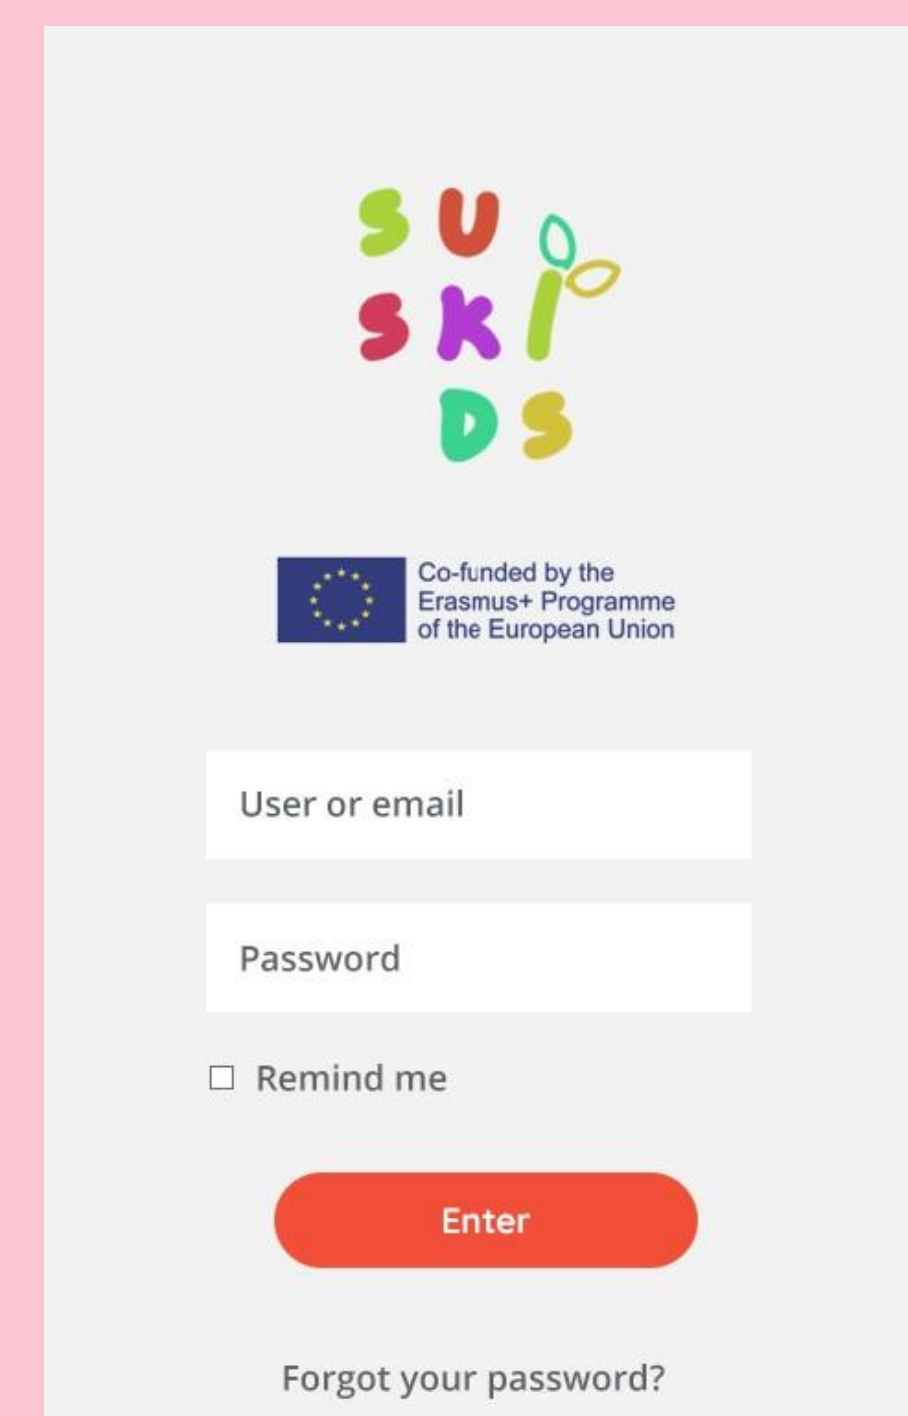 SU
SKI
DS
Co-funded by the
Erasmus+ Programme
of the European Union
User or email
Password
Remind me
Enter
Forgot your password?